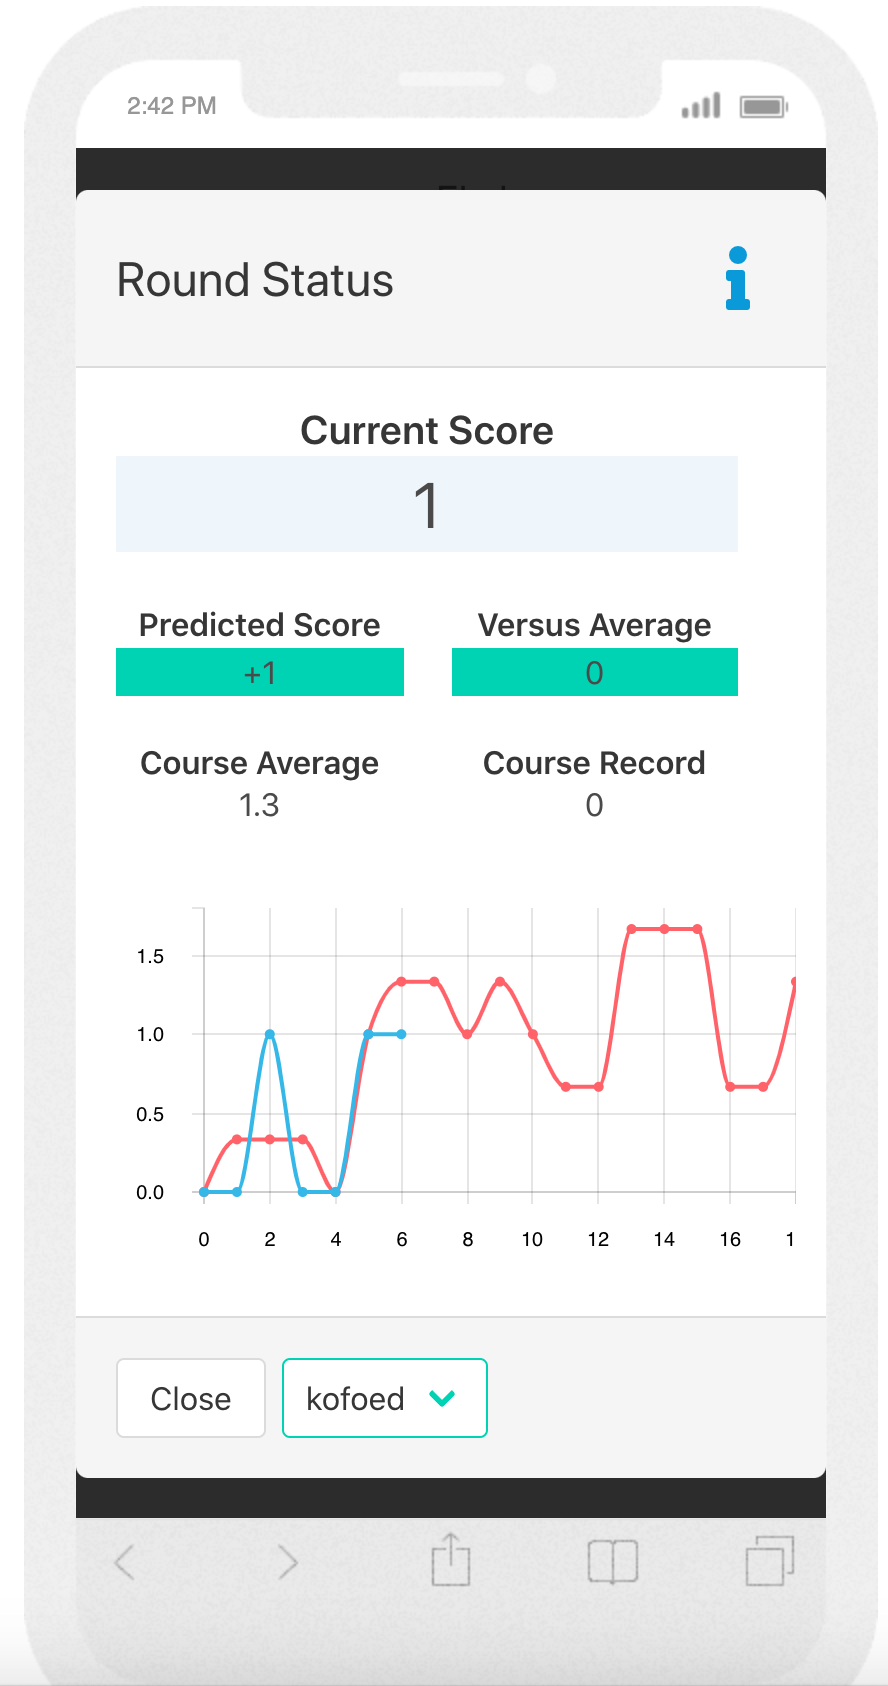 2:42 PM
Round Status
Current Score
1
Predicted Score
Versus Average
+1
0
Course Average
Course Record
1.3
0
1.5
1.0
0.5
0.0
0 2 4 6 8 10 12 14 16 1
Close
kofoed